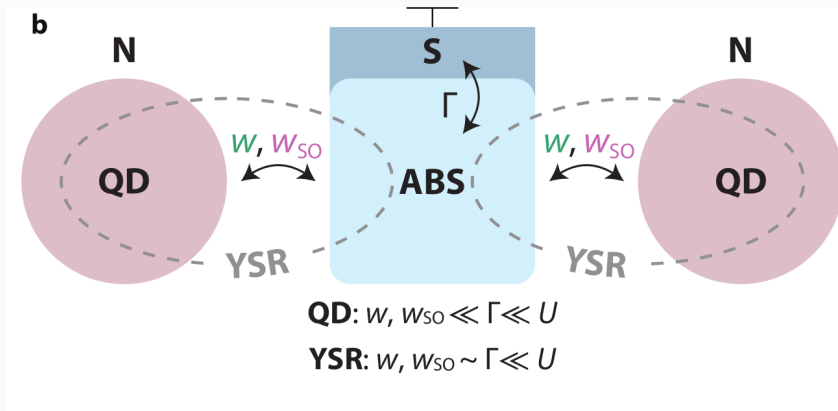 b
N
S
N
Γ
w, wSO
w, wSO
QD
ABS
QD
YSR
YSR
QD: w, wSO ≪ Γ ≪ U
YSR: w, wSO ~ Γ ≪ U